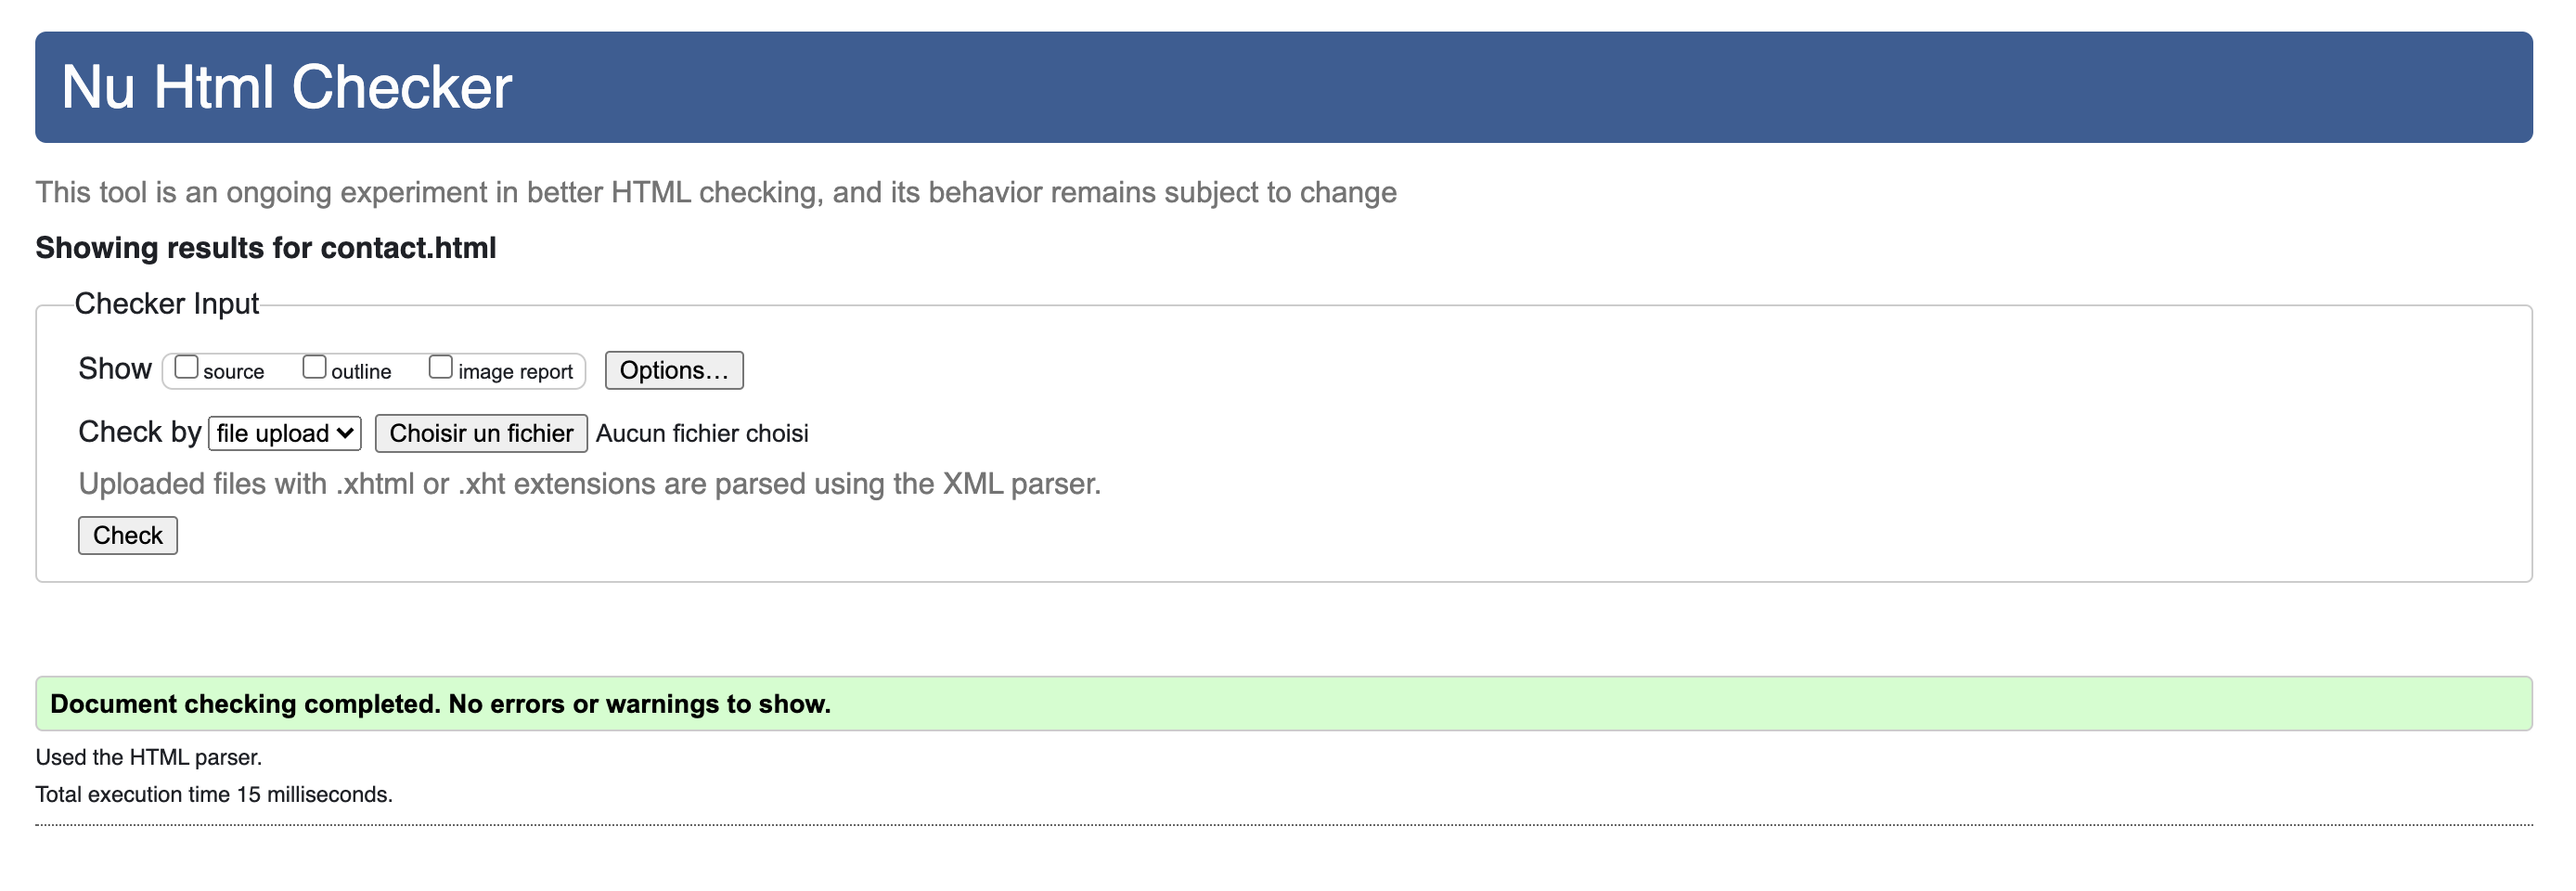 Nu Html Checker
This tool is an ongoing experiment in better HTML checking, and its behavior remains subject to change
Showing results for contact.html
Checker Input
Show source outline image report Options...
Check by file upload Choisir un fichier Aucun fichier choisi
Uploaded files with .xhtml or .xht extensions are parsed using the XML parser.
Check
Document checking completed. No errors or warnings to show.
Used the HTML parser.
Total execution time 15 milliseconds.